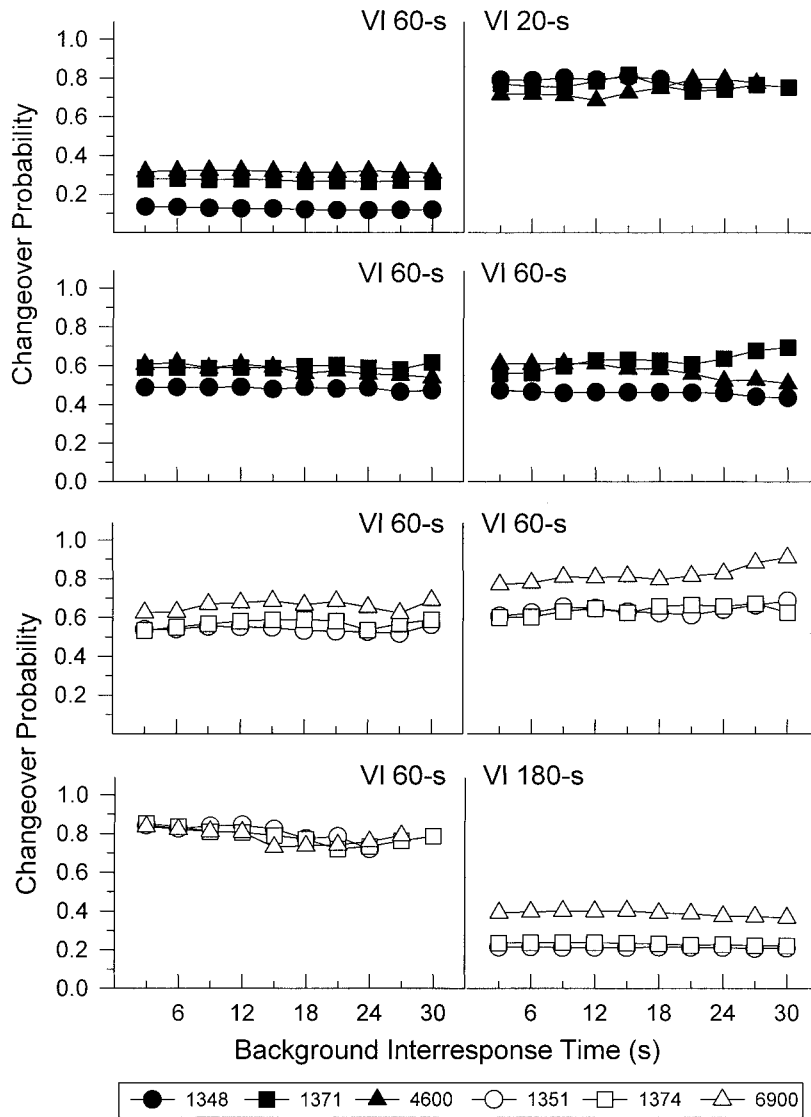 VI 60-s VI 20-s
1.0
0.8
0.6
0.4
0.2
Changeover Probability
VI 60-s VI 60-s
1.0
0.8
0.6
0.4
0.2
0.0
VI 60-s VI 60-s
1.0
0.8
0.6
0.4
0.2
Changeover Probability
VI 60-s VI 180-s
1.0
0.8
0.6
0.4
0.2
0.0
6 12 18 24 30 6 12 18 24 30
Background Interresponse Time (s)
1348 1371 4600 1351 1374 6900